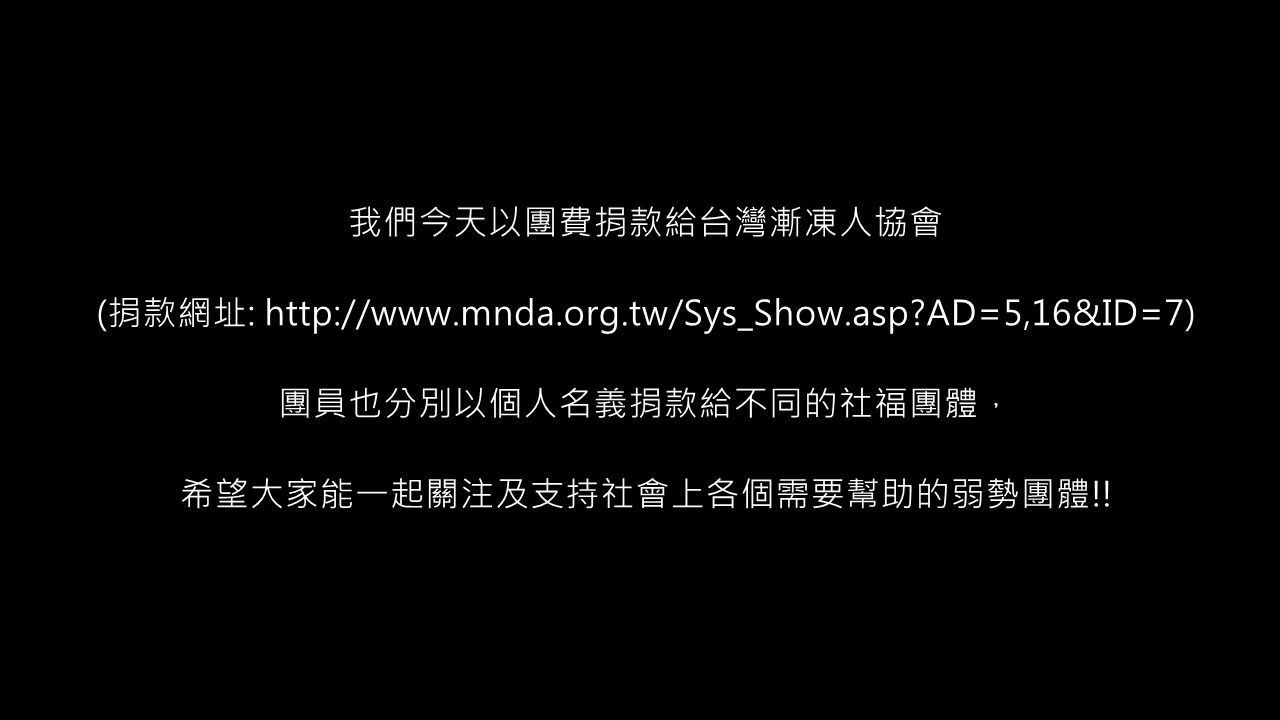 我們今天以團費捐款給台灣漸凍人協會
(捐款網址: http://www.mnda.org.tw/Sys_Show.asp?AD=5,16&ID=7)
團員也分別以個人名義捐款給不同的社福團體，
希望大家能一起關注及支持社會上各個需要幫助的弱勢團體!!